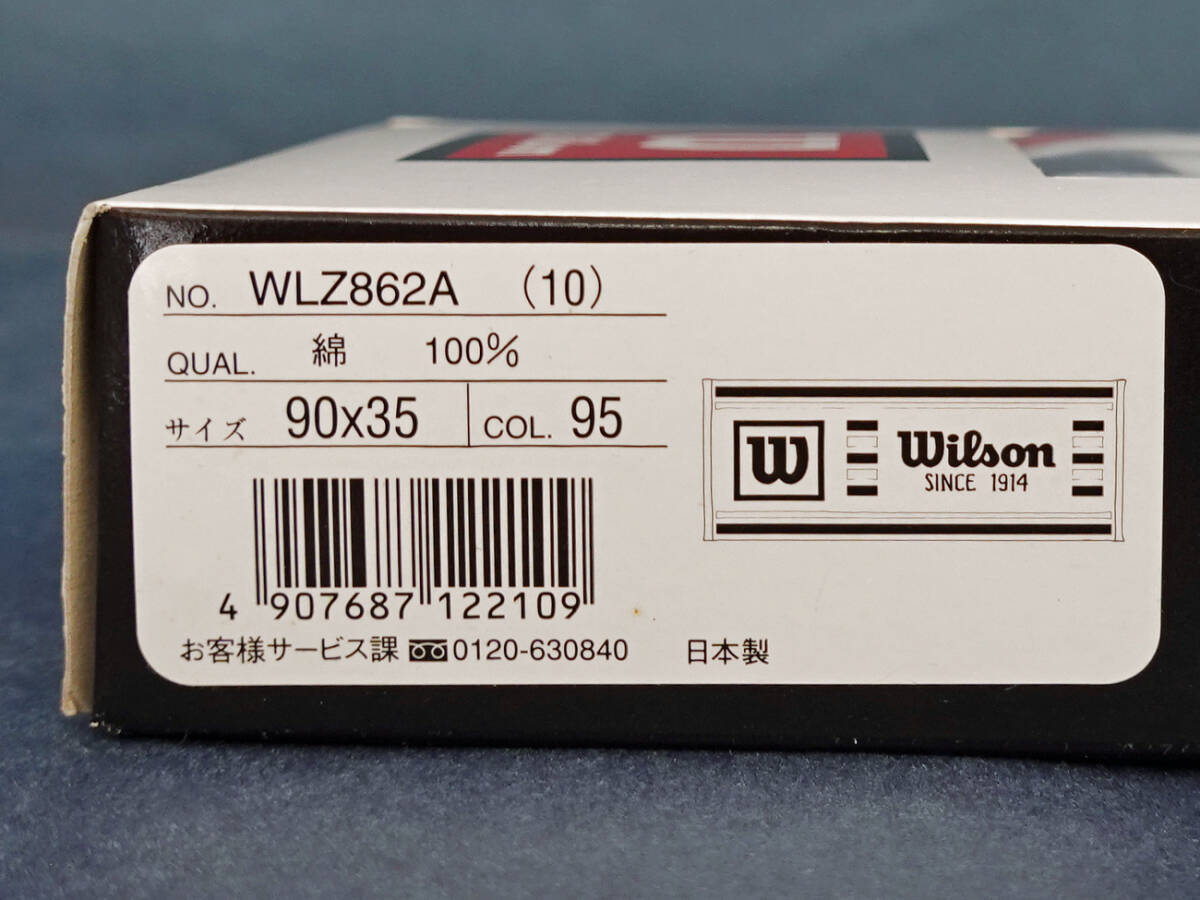 NO. WLZ862A (10)
QUAL. 綿 100%
サイズ 90x35 COL. 95
W Wilson
SINCE 1914
4 907687 122109
お客様サービス課 0120-630840 日本製